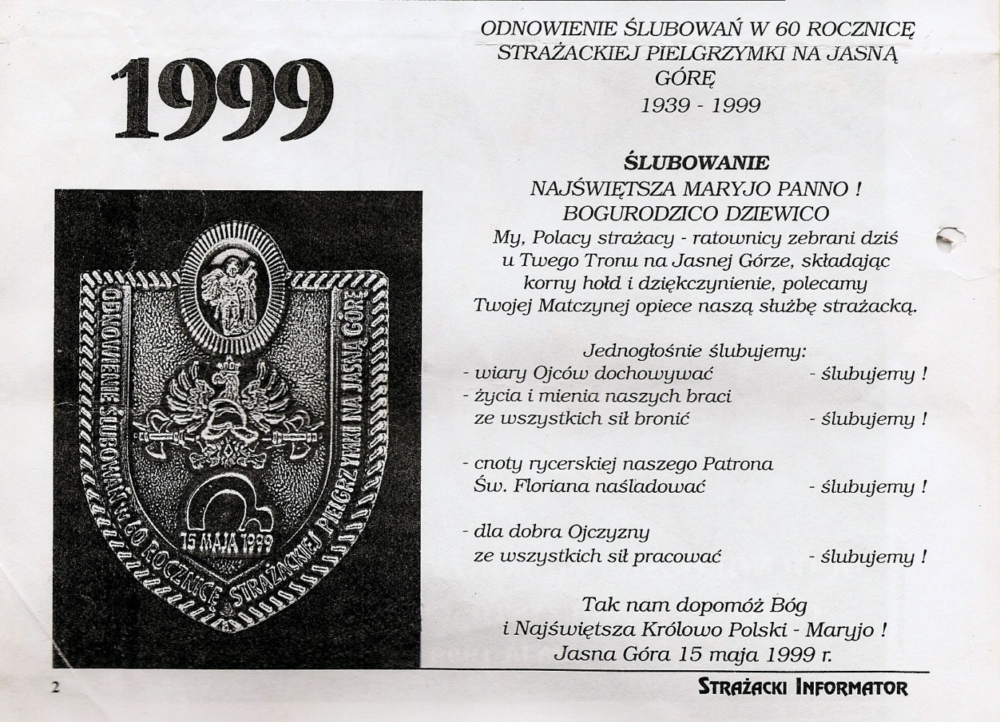 1999
ODNOWIENIE ŚLUBOWAŃ W 60 ROCZNICĘ
STRAŻACKIEJ PIELGRZYMKI NA JASNĄ
GÓRĘ
1939 - 1999
ŚLUBOWANIE
NAJŚWIĘTSZA MARYJO PANNO !
BOGURODZICO DZIEWICO
My, Polacy strażacy - ratownicy zebrani dziś
u Twego Tronu na Jasnej Górze, składając
korny hołd i dziękczynienie, polecamy
Twojej Matczynej opiece naszą służbę strażacką.
Jednogłośnie ślubujemy:
- wiary Ojców dochowywać - ślubujemy !
- życia i mienia naszych braci
ze wszystkich sił bronić - ślubujemy !
- cnoty rycerskiej naszego Patrona
Św. Floriana naśladować - ślubujemy !
- dla dobra Ojczyzny
ze wszystkich sił pracować - ślubujemy !
Tak nam dopomóż Bóg
i Najświętsza Królowo Polski - Maryjo !
Jasna Góra 15 maja 1999 r.
ODNOWIENIE ŚLUBOWAŃ W 60 ROCZNICĘ STRAŻACKIEJ PIELGRZYMKI NA JASNĄ GÓRĘ
15 MAJA 1999
2
STRAŻACKI INFORMATOR